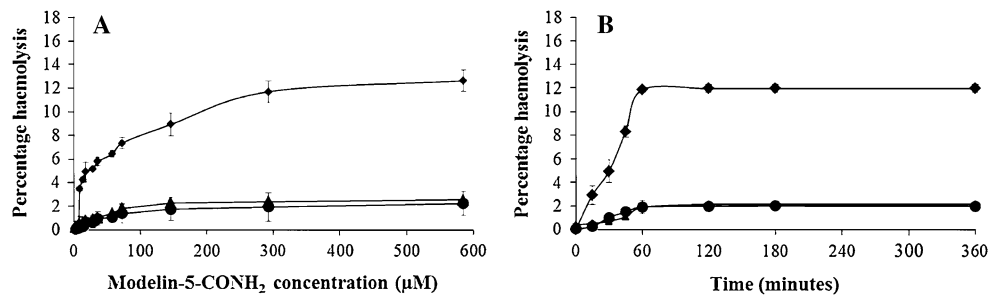 A
Percentage haemolysis
18
16
14
12
10
8
6
4
2
0
0 100 200 300 400 500 600
Modelin-5-CONH₂ concentration (µM)
B
Percentage haemolysis
18
16
14
12
10
8
6
4
2
0
0 60 120 180 240 300 360
Time (minutes)